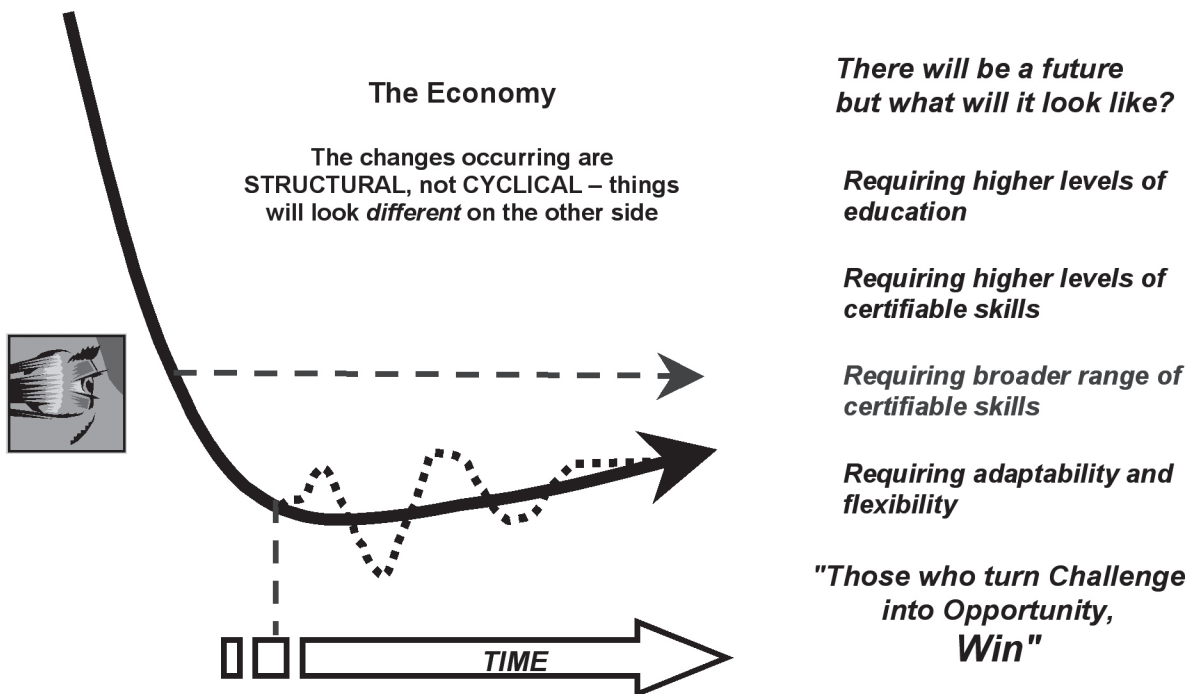 The Economy
The changes occurring are
STRUCTURAL, not CYCLICAL – things
will look different on the other side
There will be a future
but what will it look like?
Requiring higher levels of
education
Requiring higher levels of
certifiable skills
Requiring broader range of
certifiable skills
Requiring adaptability and
flexibility
"Those who turn Challenge
into Opportunity,
Win"
TIME